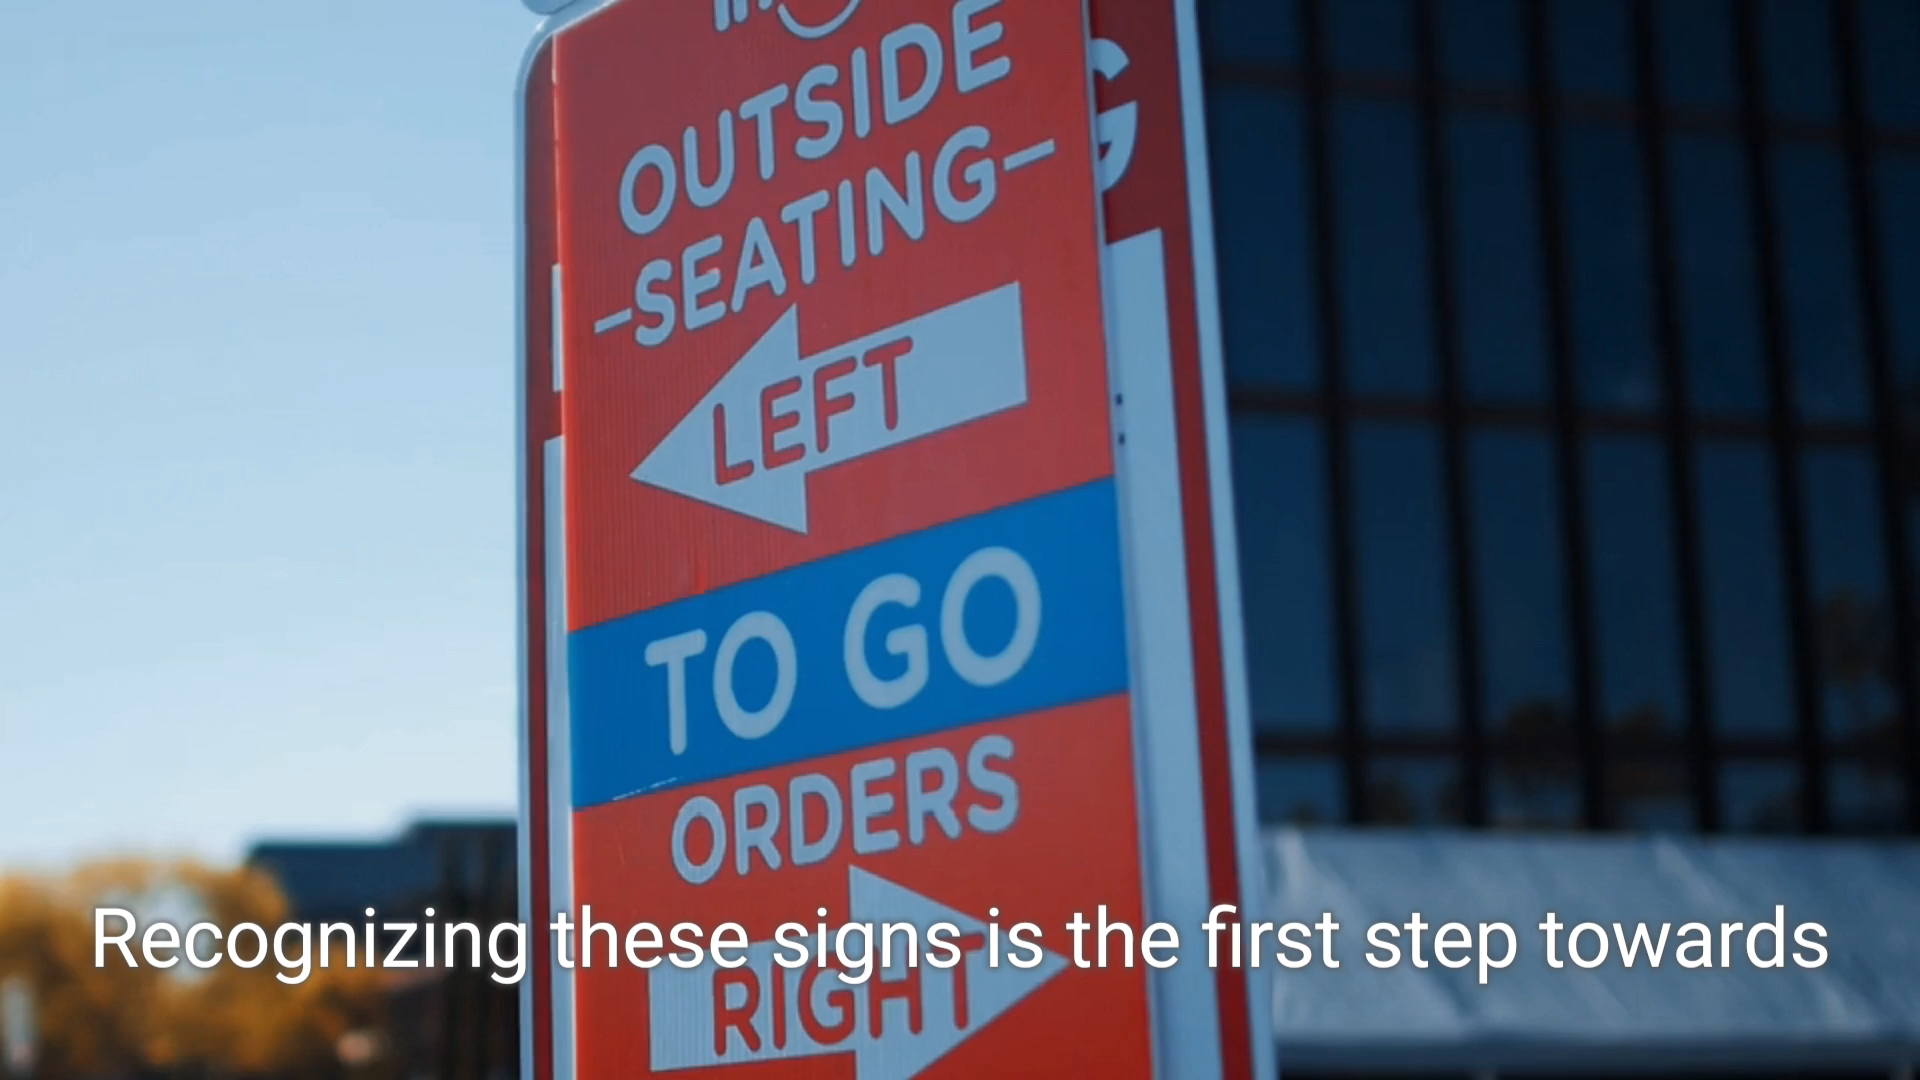 OUTSIDE
-SEATING-
LEFT
TO GO
ORDERS
RIGHT
Recognizing these signs is the first step towards